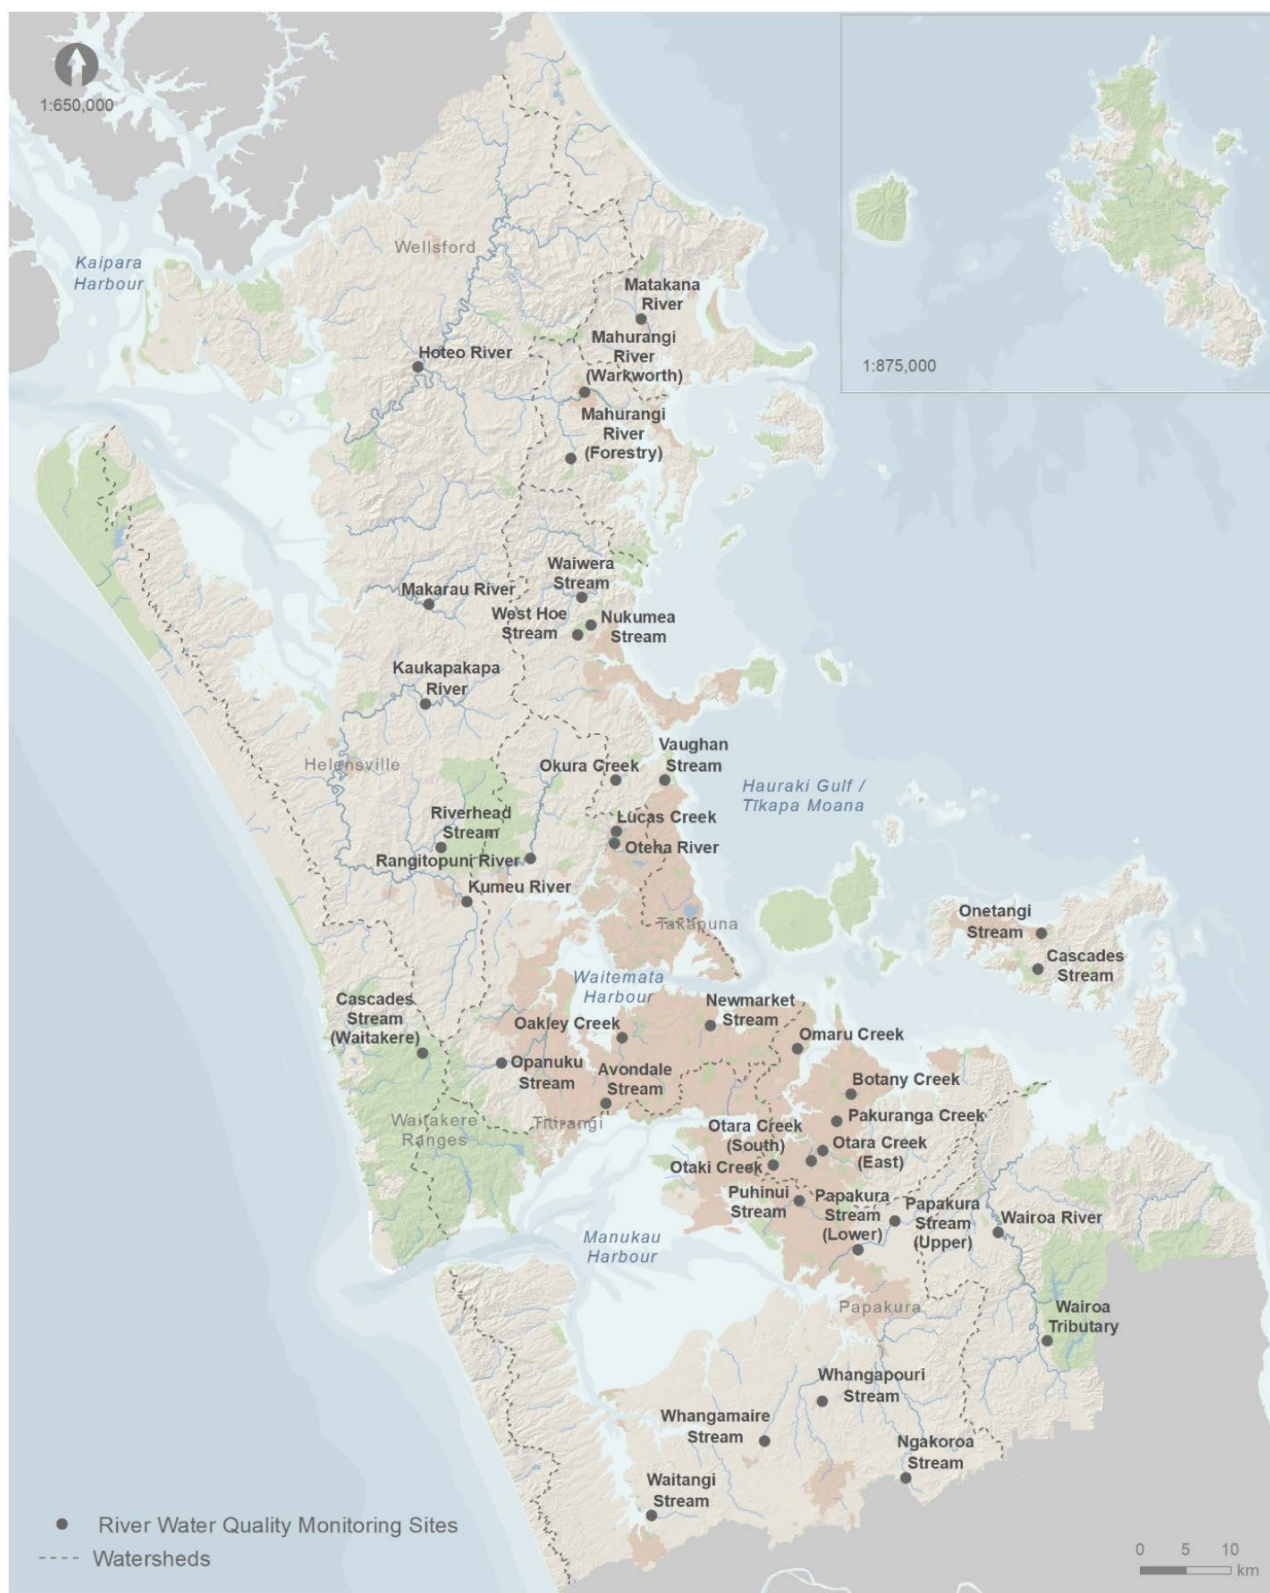 1:650,000
1:875,000
Wellsford
Kaipara
Harbour
Matakana
River
Mahurangi
River
(Warkworth)
Hoteo River
Mahurangi
River
(Forestry)
Waiwera
Stream
Makarau River
West Hoe
Stream
Nukumea
Stream
Kaukapakapa
River
Vaughan
Stream
Okura Creek
Helensville
Hauraki Gulf /
Tīkapa Moana
Riverhead
Stream
Lucas Creek
Oteha River
Rangitopuni River
Kumeu River
Takapuna
Onetangi
Stream
Cascades
Stream
Waitemata
Harbour
Cascades
Stream
(Waitakere)
Newmarket
Stream
Oakley Creek
Omaru Creek
Opanuku
Stream
Avondale
Stream
Botany Creek
Waitakere
Ranges
Titirangi
Pakuranga Creek
Otara Creek
(South)
Otara Creek
(East)
Otaki Creek
Puhinui
Stream
Papakura
Stream
(Lower)
Papakura
Stream
(Upper)
Wairoa River
Manukau
Harbour
Papakura
Wairoa
Tributary
Whangapouri
Stream
Whangamaire
Stream
Ngakoroa
Stream
Waitangi
Stream
River Water Quality Monitoring Sites
Watersheds
0 5 10
km